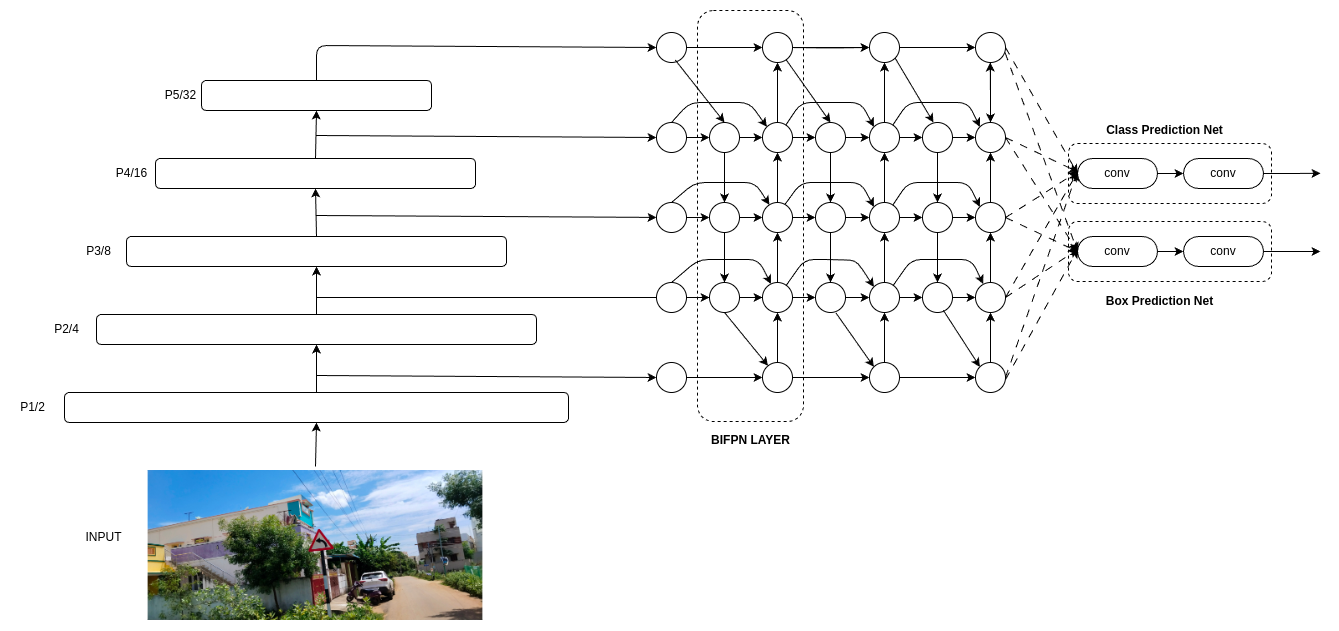 P5/32
Class Prediction Net
P4/16
conv
conv
P3/8
conv
conv
Box Prediction Net
P2/4
P1/2
BIFPN LAYER
INPUT